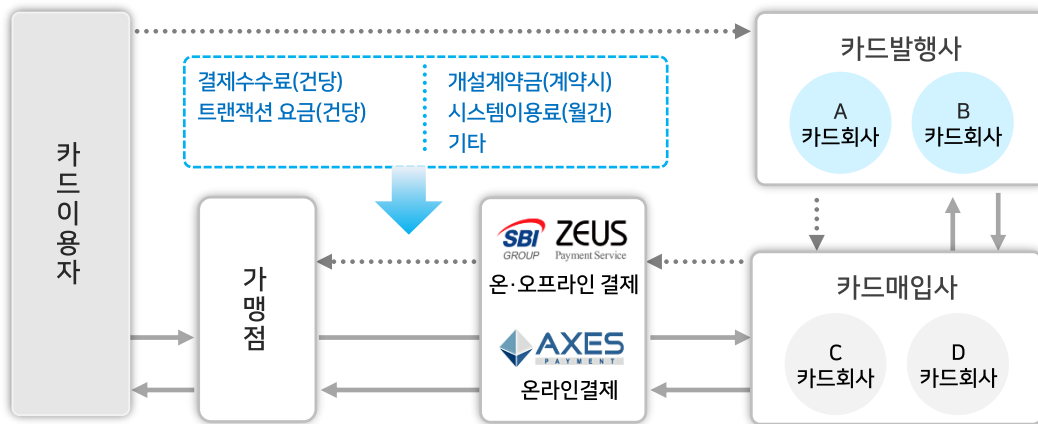 카드이용자
결제수수료(건당)
트랜잭션 요금(건당)
개설계약금(계약시)
시스템이용료(월간)
기타
카드발행사
A
카드회사
B
카드회사
가맹점
SBI
GROUP
ZEUS
Payment Service
온·오프라인 결제
AXES
PAYMENT
온라인결제
카드매입사
C
카드회사
D
카드회사